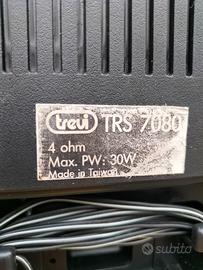 trevi TRS 7080
4 ohm
Max. PW: 30W
Made in Taiwan
subito